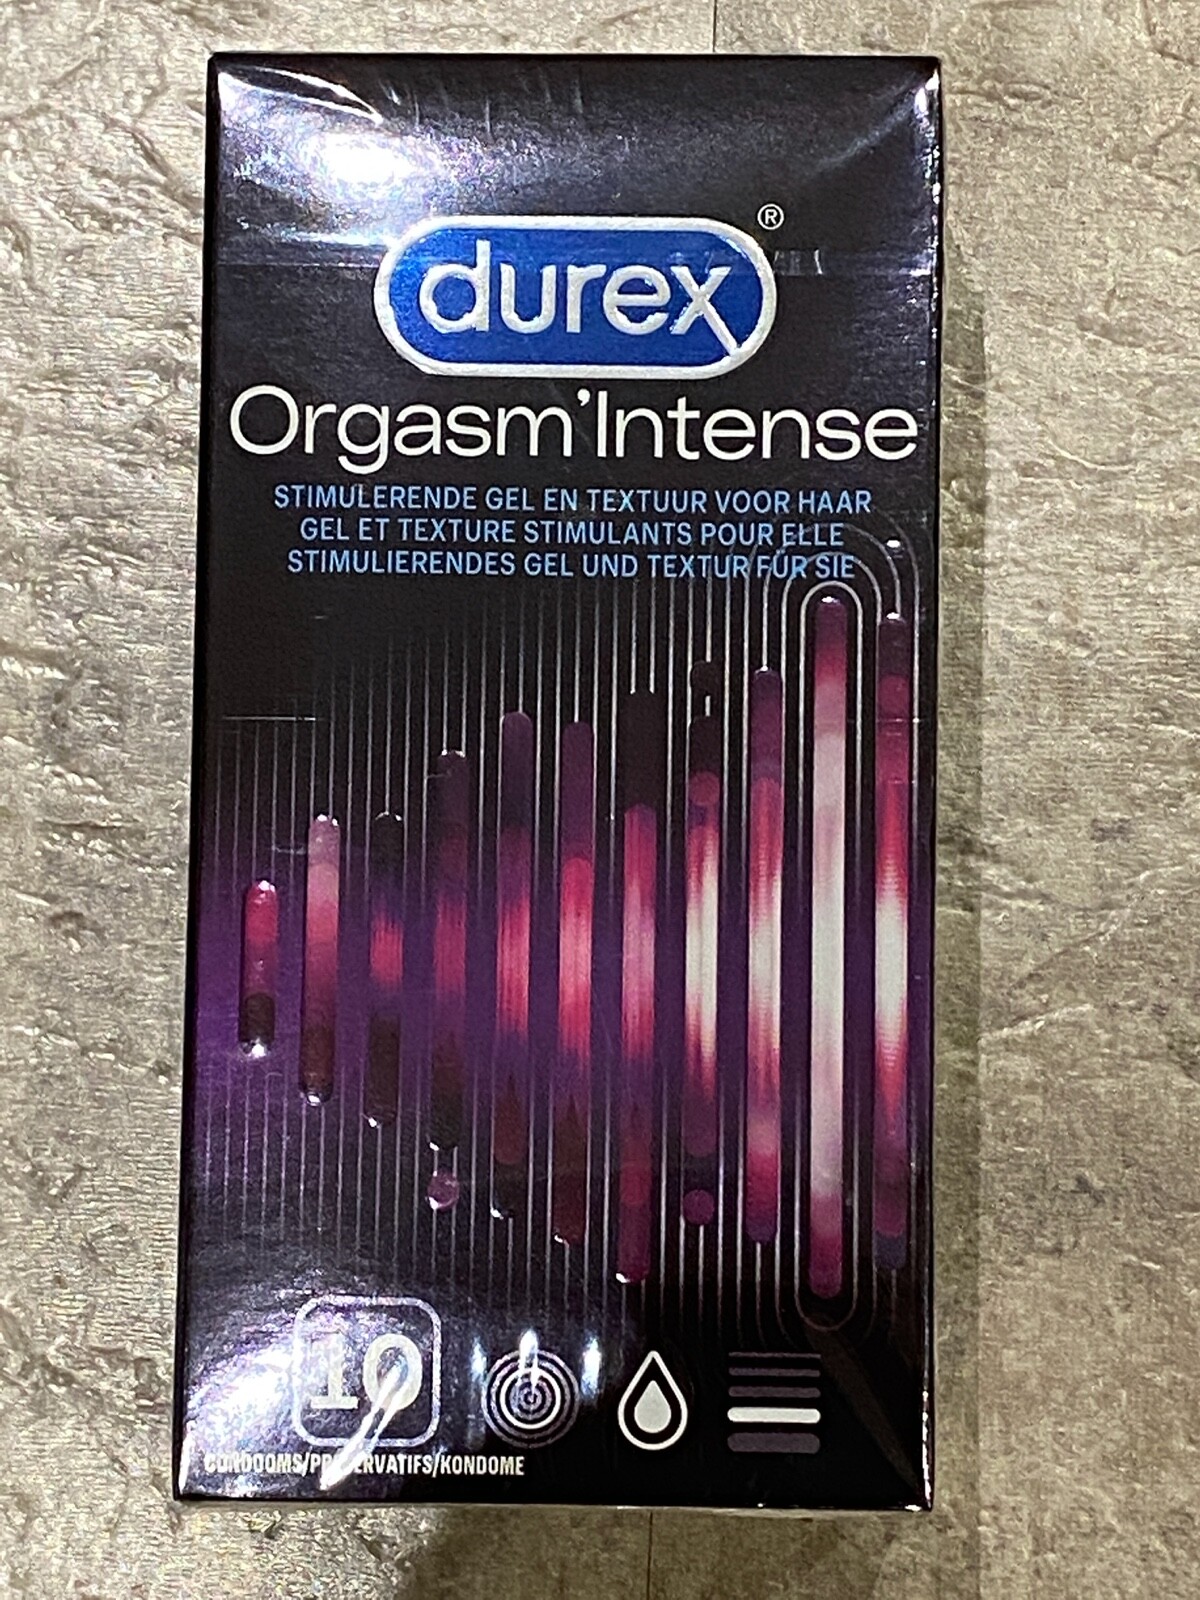 durex®
Orgasm'Intense
STIMULERENDE GEL EN TEXTUUR VOOR HAAR
GEL ET TEXTURE STIMULANTS POUR ELLE
STIMULIERENDES GEL UND TEXTUR FÜR SIE
10
CONDOOMS/PRESERVATIFS/KONDOME